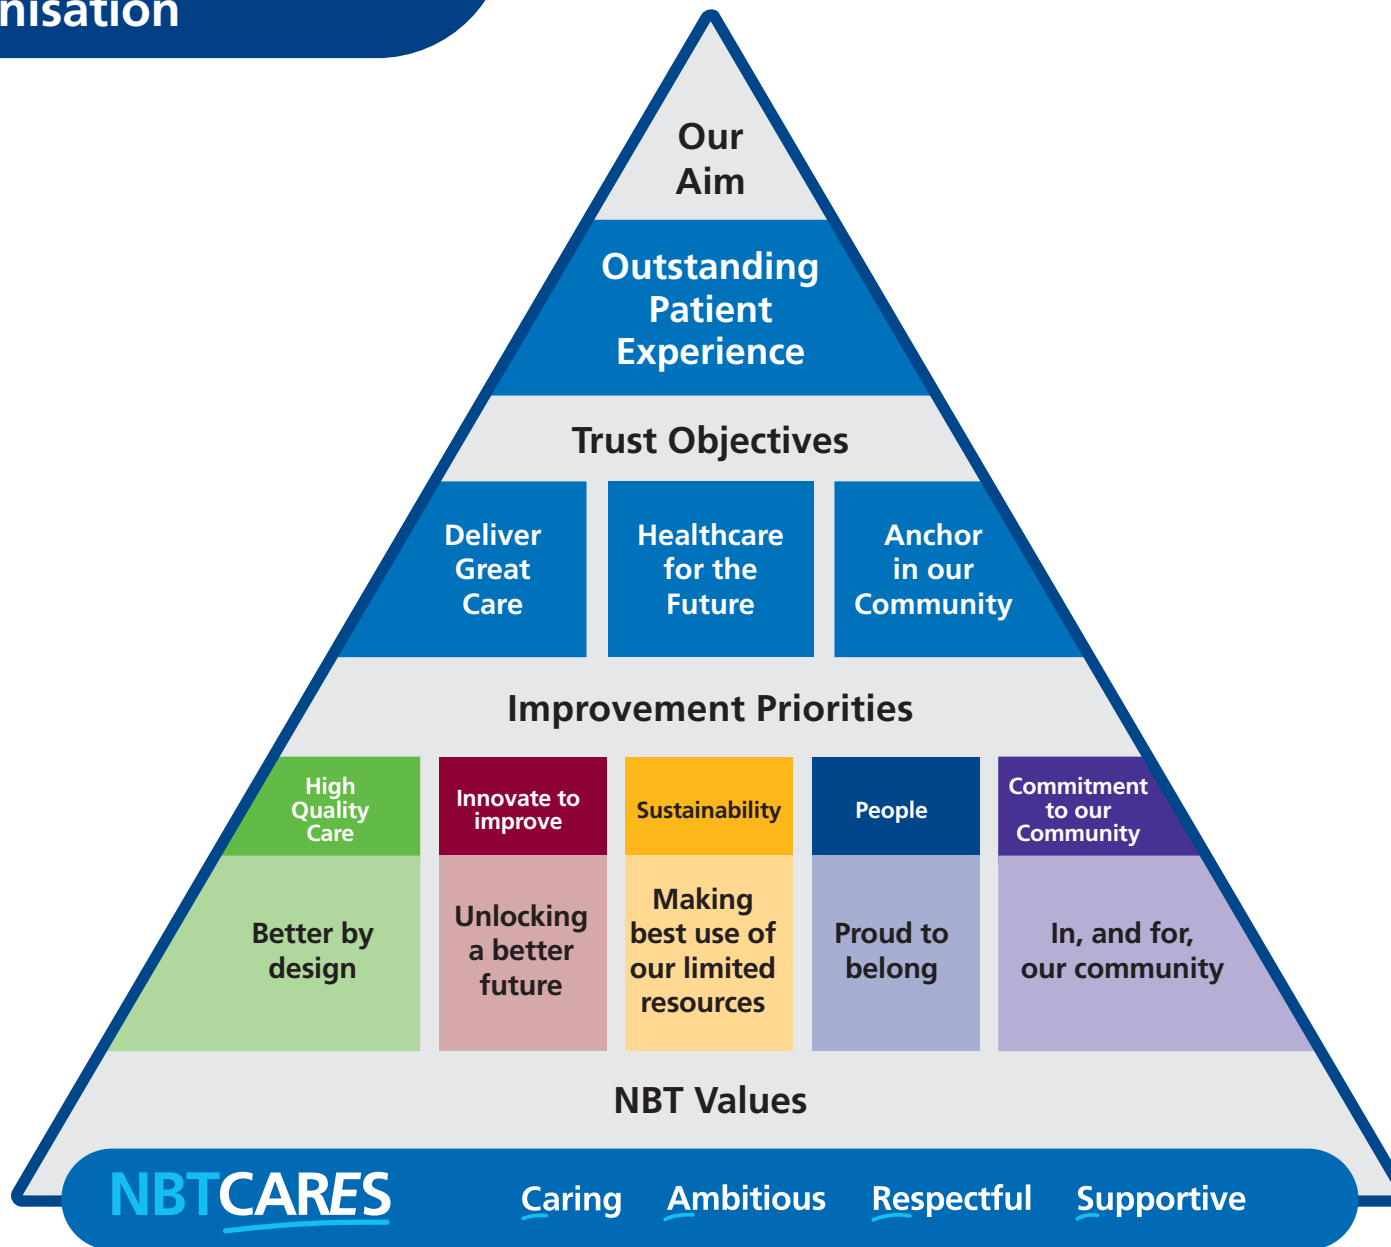 nisation
Our
Aim
Outstanding
Patient
Experience
Trust Objectives
Deliver
Great
Care
Healthcare
for the
Future
Anchor
in our
Community
Improvement Priorities
High
Quality
Care
Innovate to
improve
Sustainability
People
Commitment
to our
Community
Better by
design
Unlocking
a better
future
Making
best use of
our limited
resources
Proud to
belong
In, and for,
our community
NBT Values
NBTCARES
Caring Ambitious Respectful Supportive